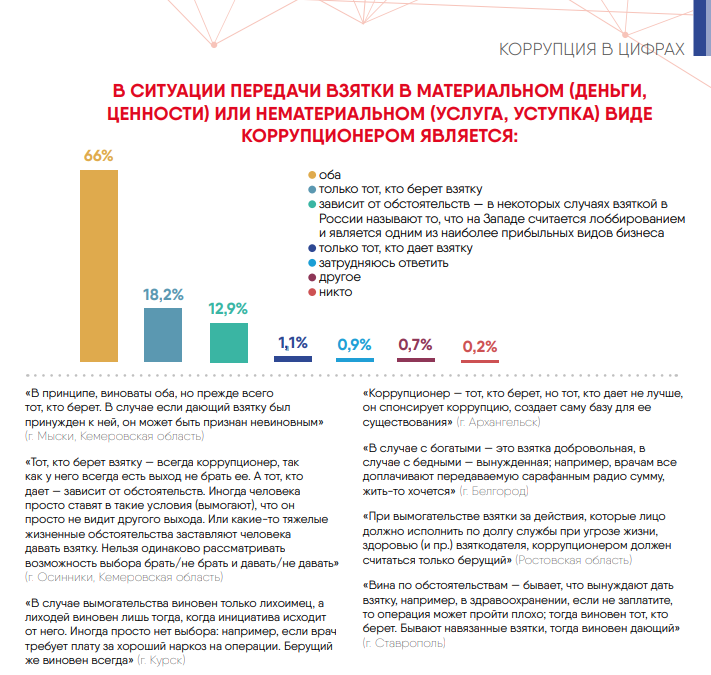 КОРРУПЦИЯ В ЦИФРАХ
В СИТУАЦИИ ПЕРЕДАЧИ ВЗЯТКИ В МАТЕРИАЛЬНОМ (ДЕНЬГИ,
ЦЕННОСТИ) ИЛИ НЕМАТЕРИАЛЬНОМ (УСЛУГА, УСТУПКА) ВИДЕ
КОРРУПЦИОНЕРОМ ЯВЛЯЕТСЯ:
66%
18,2%
12,9%
1,1%
0,9%
0,7%
0,2%
оба
только тот, кто берет взятку
зависит от обстоятельств — в некоторых случаях взяткой в
России называют то, что на Западе считается лоббированием
и является одним из наиболее прибыльных видов бизнеса
только тот, кто дает взятку
затрудняюсь ответить
другое
никто
«В принципе, виноваты оба, но прежде всего
тот, кто берет. В случае если дающий взятку был
принужден к ней, он может быть признан невиновным»
(г. Мыски, Кемеровская область)
«Тот, кто берет взятку — всегда коррупционер, так
как у него всегда есть выход не брать ее. А тот, кто
дает — зависит от обстоятельств. Иногда человека
просто ставят в такие условия (вымогают), что он
просто не видит другого выхода. Или какие-то тяжелые
жизненные обстоятельства заставляют человека
давать взятку. Нельзя одинаково рассматривать
возможность выбора брать/не брать и давать/не давать»
(г. Осинники, Кемеровская область)
«В случае вымогательства виновен только лихоимец, а
лиходей виновен лишь тогда, когда инициатива исходит
от него. Иногда просто нет выбора: например, если врач
требует плату за хороший наркоз на операции. Берущий
же виновен всегда» (г. Курск)
«Коррупционер — тот, кто берет, но тот, кто дает не лучше,
он спонсирует коррупцию, создает саму базу для ее
существования» (г. Архангельск)
«В случае с богатыми — это взятка добровольная, в
случае с бедными — вынужденная; например, врачам все
доплачивают передаваемую сарафанным радио сумму,
жить-то хочется» (г. Белгород)
«При вымогательстве взятки за действия, которые лицо
должно исполнить по долгу службы при угрозе жизни,
здоровью (и пр.) взяткодателя, коррупционером должен
считаться только берущий» (Ростовская область)
«Вина по обстоятельствам — бывает, что вынуждают дать
взятку, например, в здравоохранении, если не заплатите,
то операция может пройти плохо; тогда виновен тот, кто
берет. Бывают навязанные взятки, тогда виновен дающий»
(г. Ставрополь)